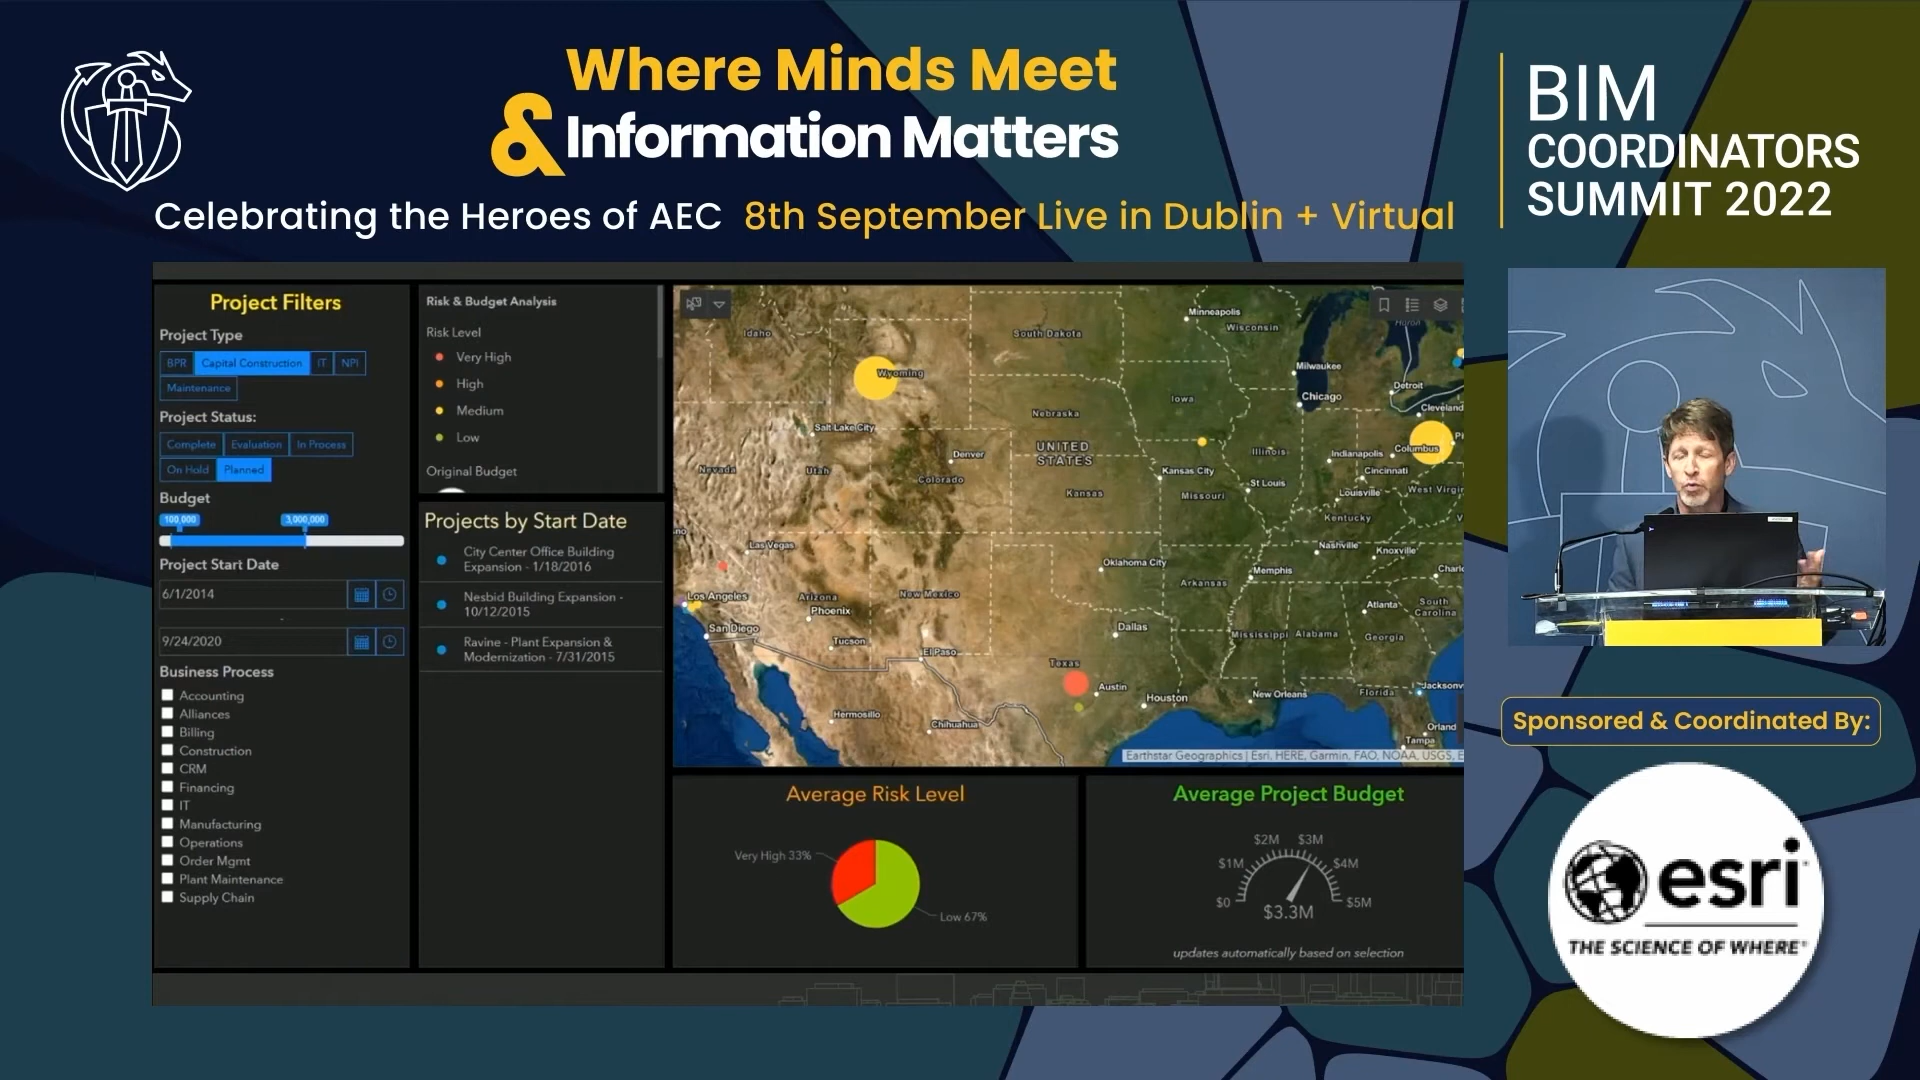 Where Minds Meet
& Information Matters
Celebrating the Heroes of AEC 8th September Live in Dublin + Virtual
BIM
COORDINATORS
SUMMIT 2022
Project Filters
Project Type
BPR Capital Construction IT NPI
Maintenance
Project Status:
Complete Evaluation In Process
On Hold Planned
Budget
100,000 3,000,000
Project Start Date
6/1/2014
-
9/24/2020
Business Process
Accounting
Alliances
Billing
Construction
CRM
Financing
IT
Manufacturing
Operations
Order Mgmt
Plant Maintenance
Supply Chain
Risk & Budget Analysis
Risk Level
Very High
High
Medium
Low
Original Budget
Projects by Start Date
City Center Office Building
Expansion - 1/18/2016
Nesbid Building Expansion -
10/12/2015
Ravine - Plant Expansion &
Modernization - 7/31/2015
Idaho
South Dakota
Minneapolis
Wisconsin
Huron
Wyoming
Milwaukee
Detroit
Iowa
Chicago
Nebraska
Cleveland
Salt Lake City
UNITED
STATES
Denver
Illinois
Indianapolis
Columbus
Nevada
Utah
Colorado
Kansas City
Cincinnati
Kansas
Missouri
St Louis
Louisville
West Virgin
Kentucky
no
Las Vegas
Nashville
Knoxville
Oklahoma City
Memphis
Charlo
Arkansas
Los Angeles
Arizona
New Mexico
Phoenix
Atlanta
South
Carolina
San Diego
Dallas
Mississippi
Alabama
Georgia
Tucson
El Paso
Texas
Austin
Houston
New Orleans
Florida
Jacksonv
Hermosillo
Chihuahua
Orland
Tampa
Earthstar Geographics | Esri, HERE, Garmin, FAO, NOAA, USGS, E
Average Risk Level
Very High 33%
Low 67%
Average Project Budget
$2M $3M
$1M $4M
$0 $5M
$3.3M
updates automatically based on selection
Sponsored & Coordinated By:
esri
THE SCIENCE OF WHERE